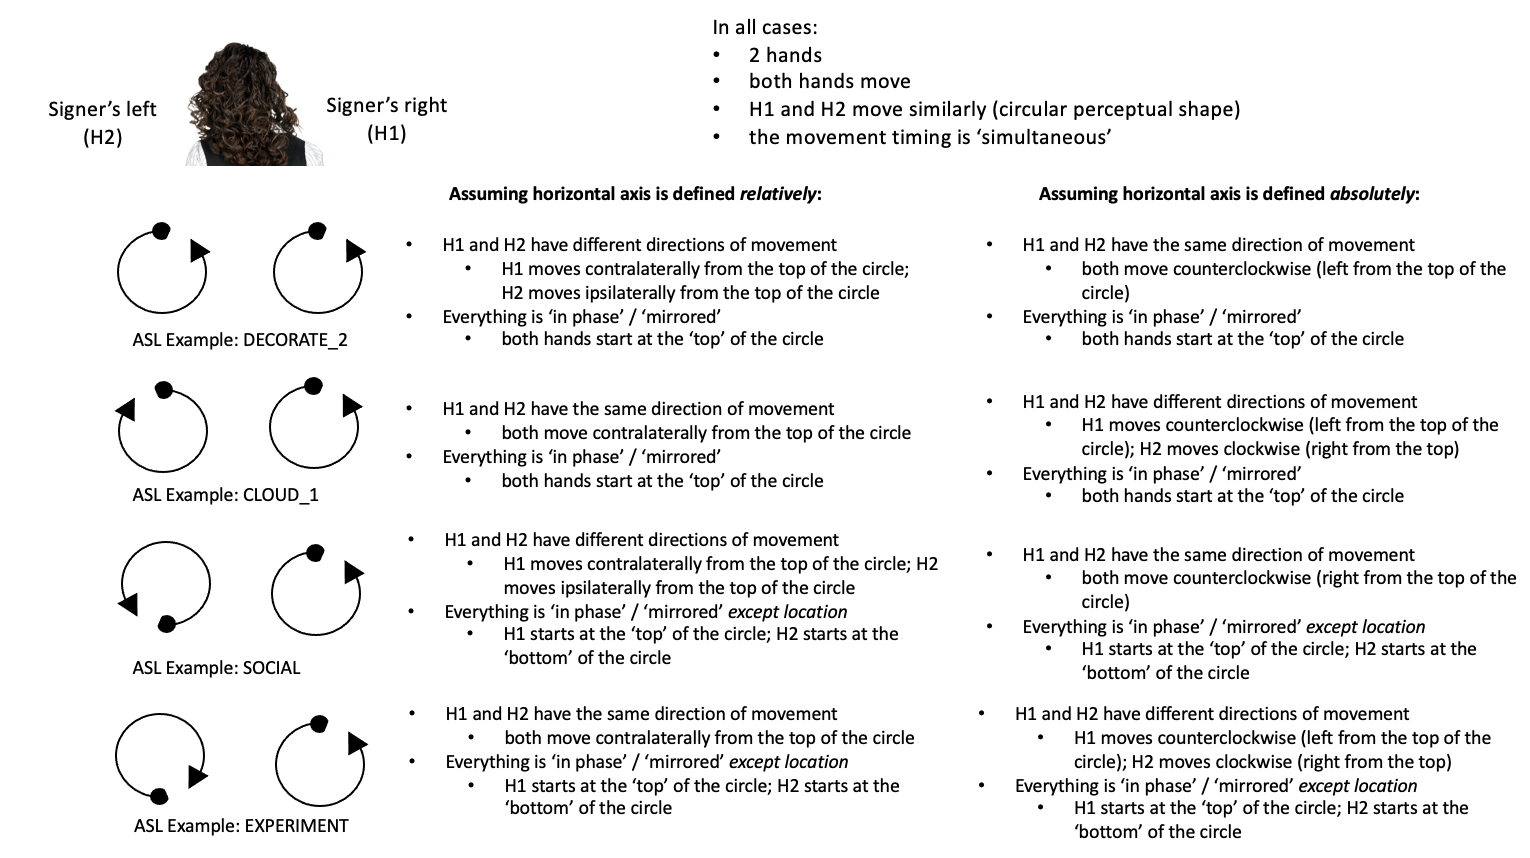 In all cases:
• 2 hands
• both hands move
• H1 and H2 move similarly (circular perceptual shape)
• the movement timing is ‘simultaneous’
Signer’s left
(H2)
Signer’s right
(H1)
Assuming horizontal axis is defined relatively:
Assuming horizontal axis is defined absolutely:
ASL Example: DECORATE_2
• H1 and H2 have different directions of movement
• H1 moves contralaterally from the top of the circle;
H2 moves ipsilaterally from the top of the circle
• Everything is ‘in phase’ / ‘mirrored’
• both hands start at the ‘top’ of the circle
• H1 and H2 have the same direction of movement
• both move counterclockwise (left from the top of the
circle)
• Everything is ‘in phase’ / ‘mirrored’
• both hands start at the ‘top’ of the circle
ASL Example: CLOUD_1
• H1 and H2 have the same direction of movement
• both move contralaterally from the top of the circle
• Everything is ‘in phase’ / ‘mirrored’
• both hands start at the ‘top’ of the circle
• H1 and H2 have different directions of movement
• H1 moves counterclockwise (left from the top of the
circle); H2 moves clockwise (right from the top)
• Everything is ‘in phase’ / ‘mirrored’
• both hands start at the ‘top’ of the circle
ASL Example: SOCIAL
• H1 and H2 have different directions of movement
• H1 moves contralaterally from the top of the circle; H2
moves ipsilaterally from the top of the circle
• Everything is ‘in phase’ / ‘mirrored’ except location
• H1 starts at the ‘top’ of the circle; H2 starts at the
‘bottom’ of the circle
• H1 and H2 have the same direction of movement
• both move counterclockwise (right from the top of the
circle)
• Everything is ‘in phase’ / ‘mirrored’ except location
• H1 starts at the ‘top’ of the circle; H2 starts at the
‘bottom’ of the circle
ASL Example: EXPERIMENT
• H1 and H2 have the same direction of movement
• both move contralaterally from the top of the circle
• Everything is ‘in phase’ / ‘mirrored’ except location
• H1 starts at the ‘top’ of the circle; H2 starts at the
‘bottom’ of the circle
• H1 and H2 have different directions of movement
• H1 moves counterclockwise (left from the top of the
circle); H2 moves clockwise (right from the top)
• Everything is ‘in phase’ / ‘mirrored’ except location
• H1 starts at the ‘top’ of the circle; H2 starts at the
‘bottom’ of the circle